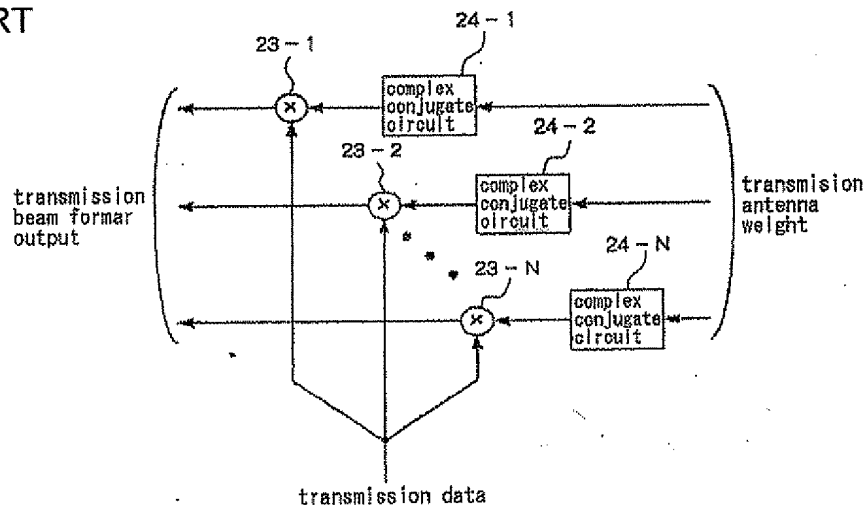 RT
24-1
23-1
complex
conjugate
circuit
23-2
24-2
complex
conjugate
circuit
transmission
beam formar
output
transmision
antenna
weight
23-N
24-N
complex
conjugate
circuit
transmission data